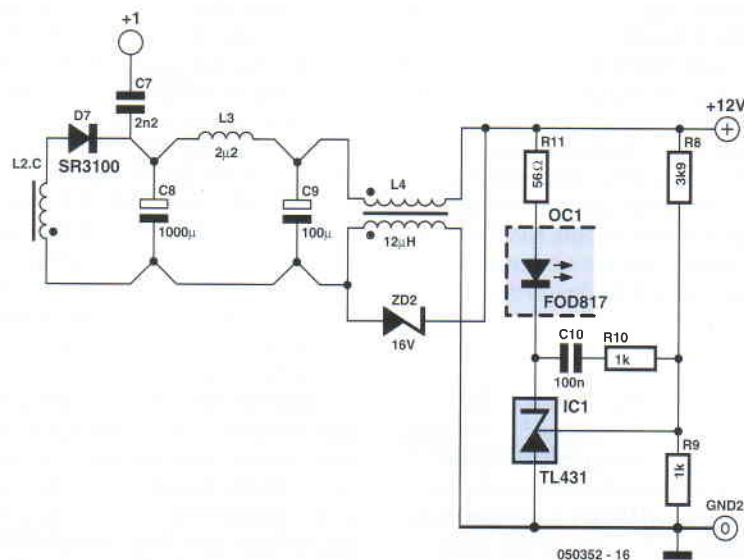 +1
C7
2n2
D7
SR3100
L2.C
L3
2µ2
C8
1000µ
C9
100µ
L4
12µH
ZD2
16V
+12V
R11
56Ω
R8
3k9
OC1
FOD817
C10
100n
R10
1k
IC1
TL431
R9
1k
GND2
0
050352 - 16